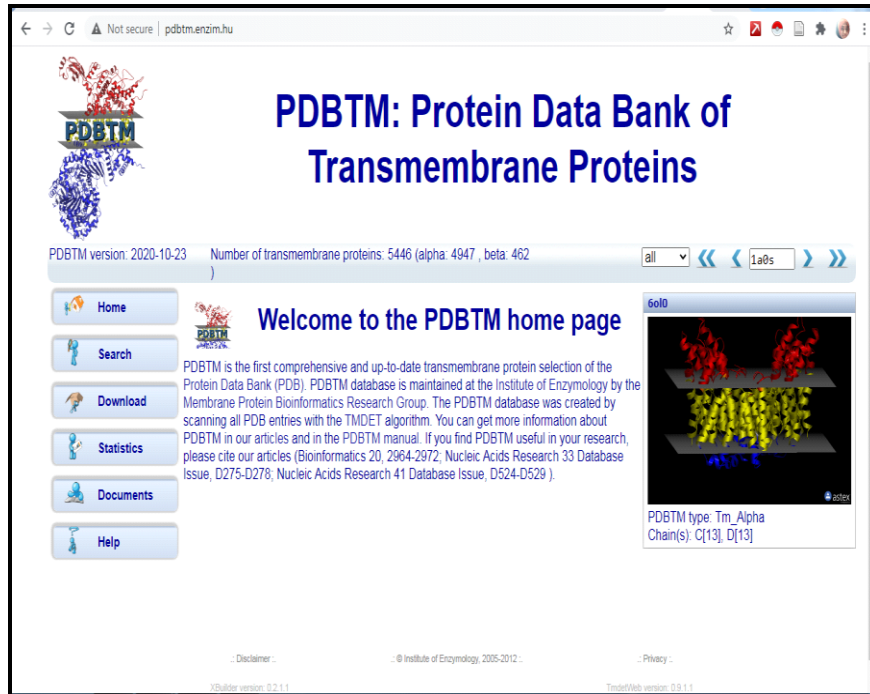 Not secure | pdbtm.enzim.hu
PDBTM
PDBTM: Protein Data Bank of
Transmembrane Proteins
PDBTM version: 2020-10-23
Number of transmembrane proteins: 5446 (alpha: 4947 , beta: 462
)
all
1a0s
Home
Search
Download
Statistics
Documents
Help
PDBTM
Welcome to the PDBTM home page
PDBTM is the first comprehensive and up-to-date transmembrane protein selection of the
Protein Data Bank (PDB). PDBTM database is maintained at the Institute of Enzymology by the
Membrane Protein Bioinformatics Research Group. The PDBTM database was created by
scanning all PDB entries with the TMDET algorithm. You can get more information about
PDBTM in our articles and in the PDBTM manual. If you find PDBTM useful in your research,
please cite our articles (Bioinformatics 20, 2964-2972; Nucleic Acids Research 33 Database
Issue, D275-D278; Nucleic Acids Research 41 Database Issue, D524-D529 ).
6ol0
astex
PDBTM type: Tm_Alpha
Chain(s): C[13], D[13]
.: Disclaimer :.
.: © Institute of Enzymology, 2005-2012 :.
.: Privacy :.
XBuilder version: 0.2.1.1
TmdetWeb version: 0.9.1.1